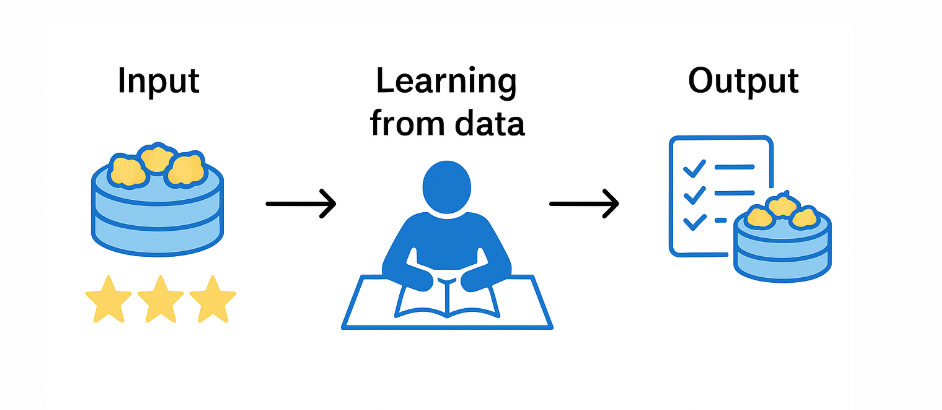 Input
Learning
from data
Output